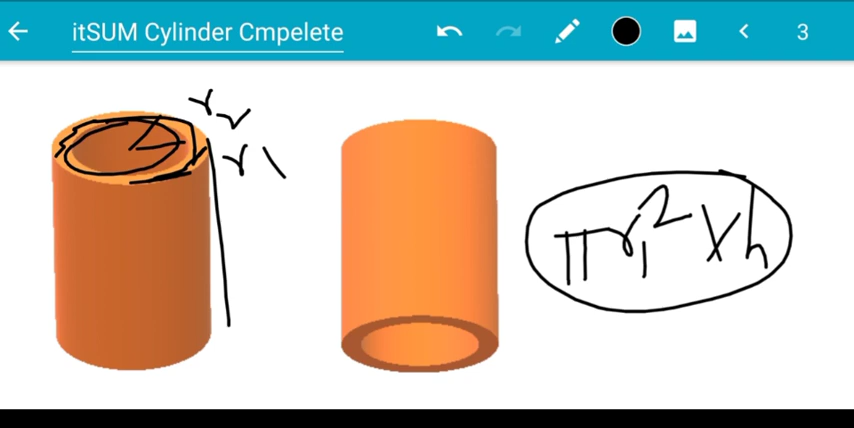 itSUM Cylinder Cmpelete
3
r2
r1
πr₁² × h